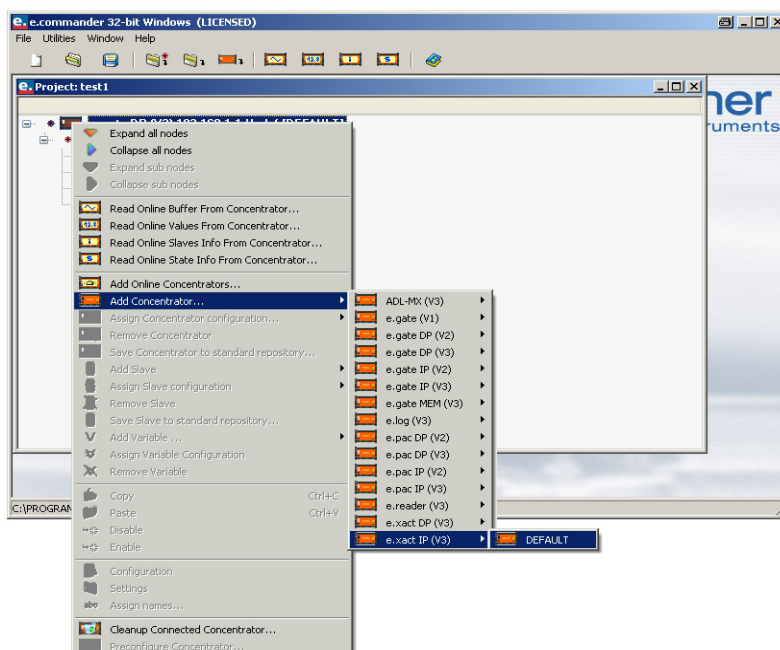 e.commander 32-bit Windows (LICENSED)
File Utilities Window Help
Project: test1
Expand all nodes
Collapse all nodes
Expand sub nodes
Collapse sub nodes
Read Online Buffer From Concentrator...
Read Online Values From Concentrator...
Read Online Slaves Info From Concentrator...
Read Online State Info From Concentrator...
Add Online Concentrators...
Add Concentrator...
Assign Concentrator configuration...
Remove Concentrator
Save Concentrator to standard repository...
Add Slave
Assign Slave configuration
Remove Slave
Save Slave to standard repository...
Add Variable ...
Assign Variable Configuration
Remove Variable
Copy Ctrl+C
Paste Ctrl+V
Disable
Enable
Configuration
Settings
Assign names...
Cleanup Connected Concentrator...
Preconfigure Concentrator...
ADL-MX (V3)
e.gate (V1)
e.gate DP (V2)
e.gate DP (V3)
e.gate IP (V2)
e.gate IP (V3)
e.gate MEM (V3)
e.log (V3)
e.pac DP (V2)
e.pac DP (V3)
e.pac IP (V2)
e.pac IP (V3)
e.reader (V3)
e.xact DP (V3)
e.xact IP (V3)
DEFAULT
ner
ruments
C:\PROGRAM